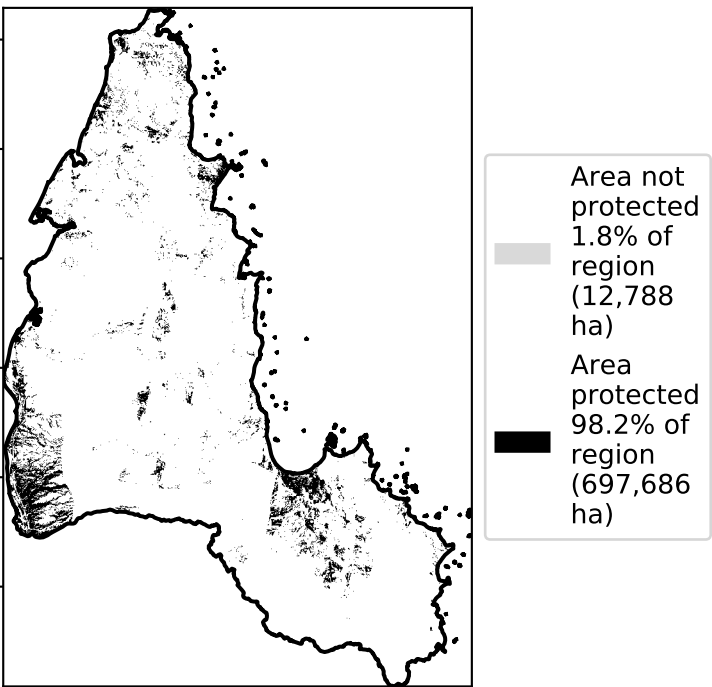 Area not
protected
1.8% of
region
(12,788
ha)
Area
protected
98.2% of
region
(697,686
ha)